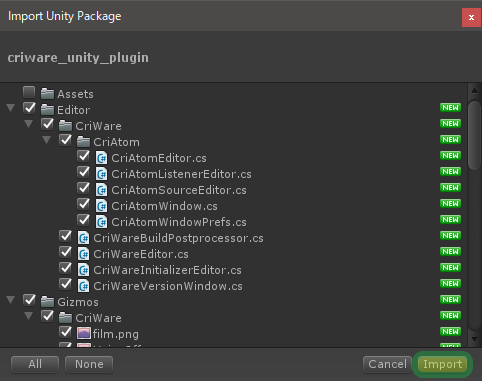 Import Unity Package
x
criware_unity_plugin
Assets
Editor NEW
CriWare NEW
CriAtom NEW
CriAtomEditor.cs NEW
CriAtomListenerEditor.cs NEW
CriAtomSourceEditor.cs NEW
CriAtomWindow.cs NEW
CriAtomWindowPrefs.cs NEW
CriWareBuildPostprocessor.cs NEW
CriWareEditor.cs NEW
CriWareInitializerEditor.cs NEW
CriWareVersionWindow.cs NEW
Gizmos NEW
CriWare NEW
film.png NEW
All None Cancel Import